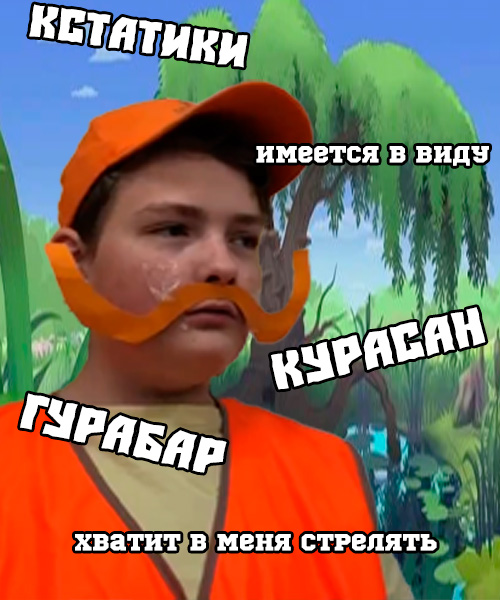 КСТАТИКИ
имеется в виду
КУРАСАН
ГУРАБАР
хватит в меня стрелять